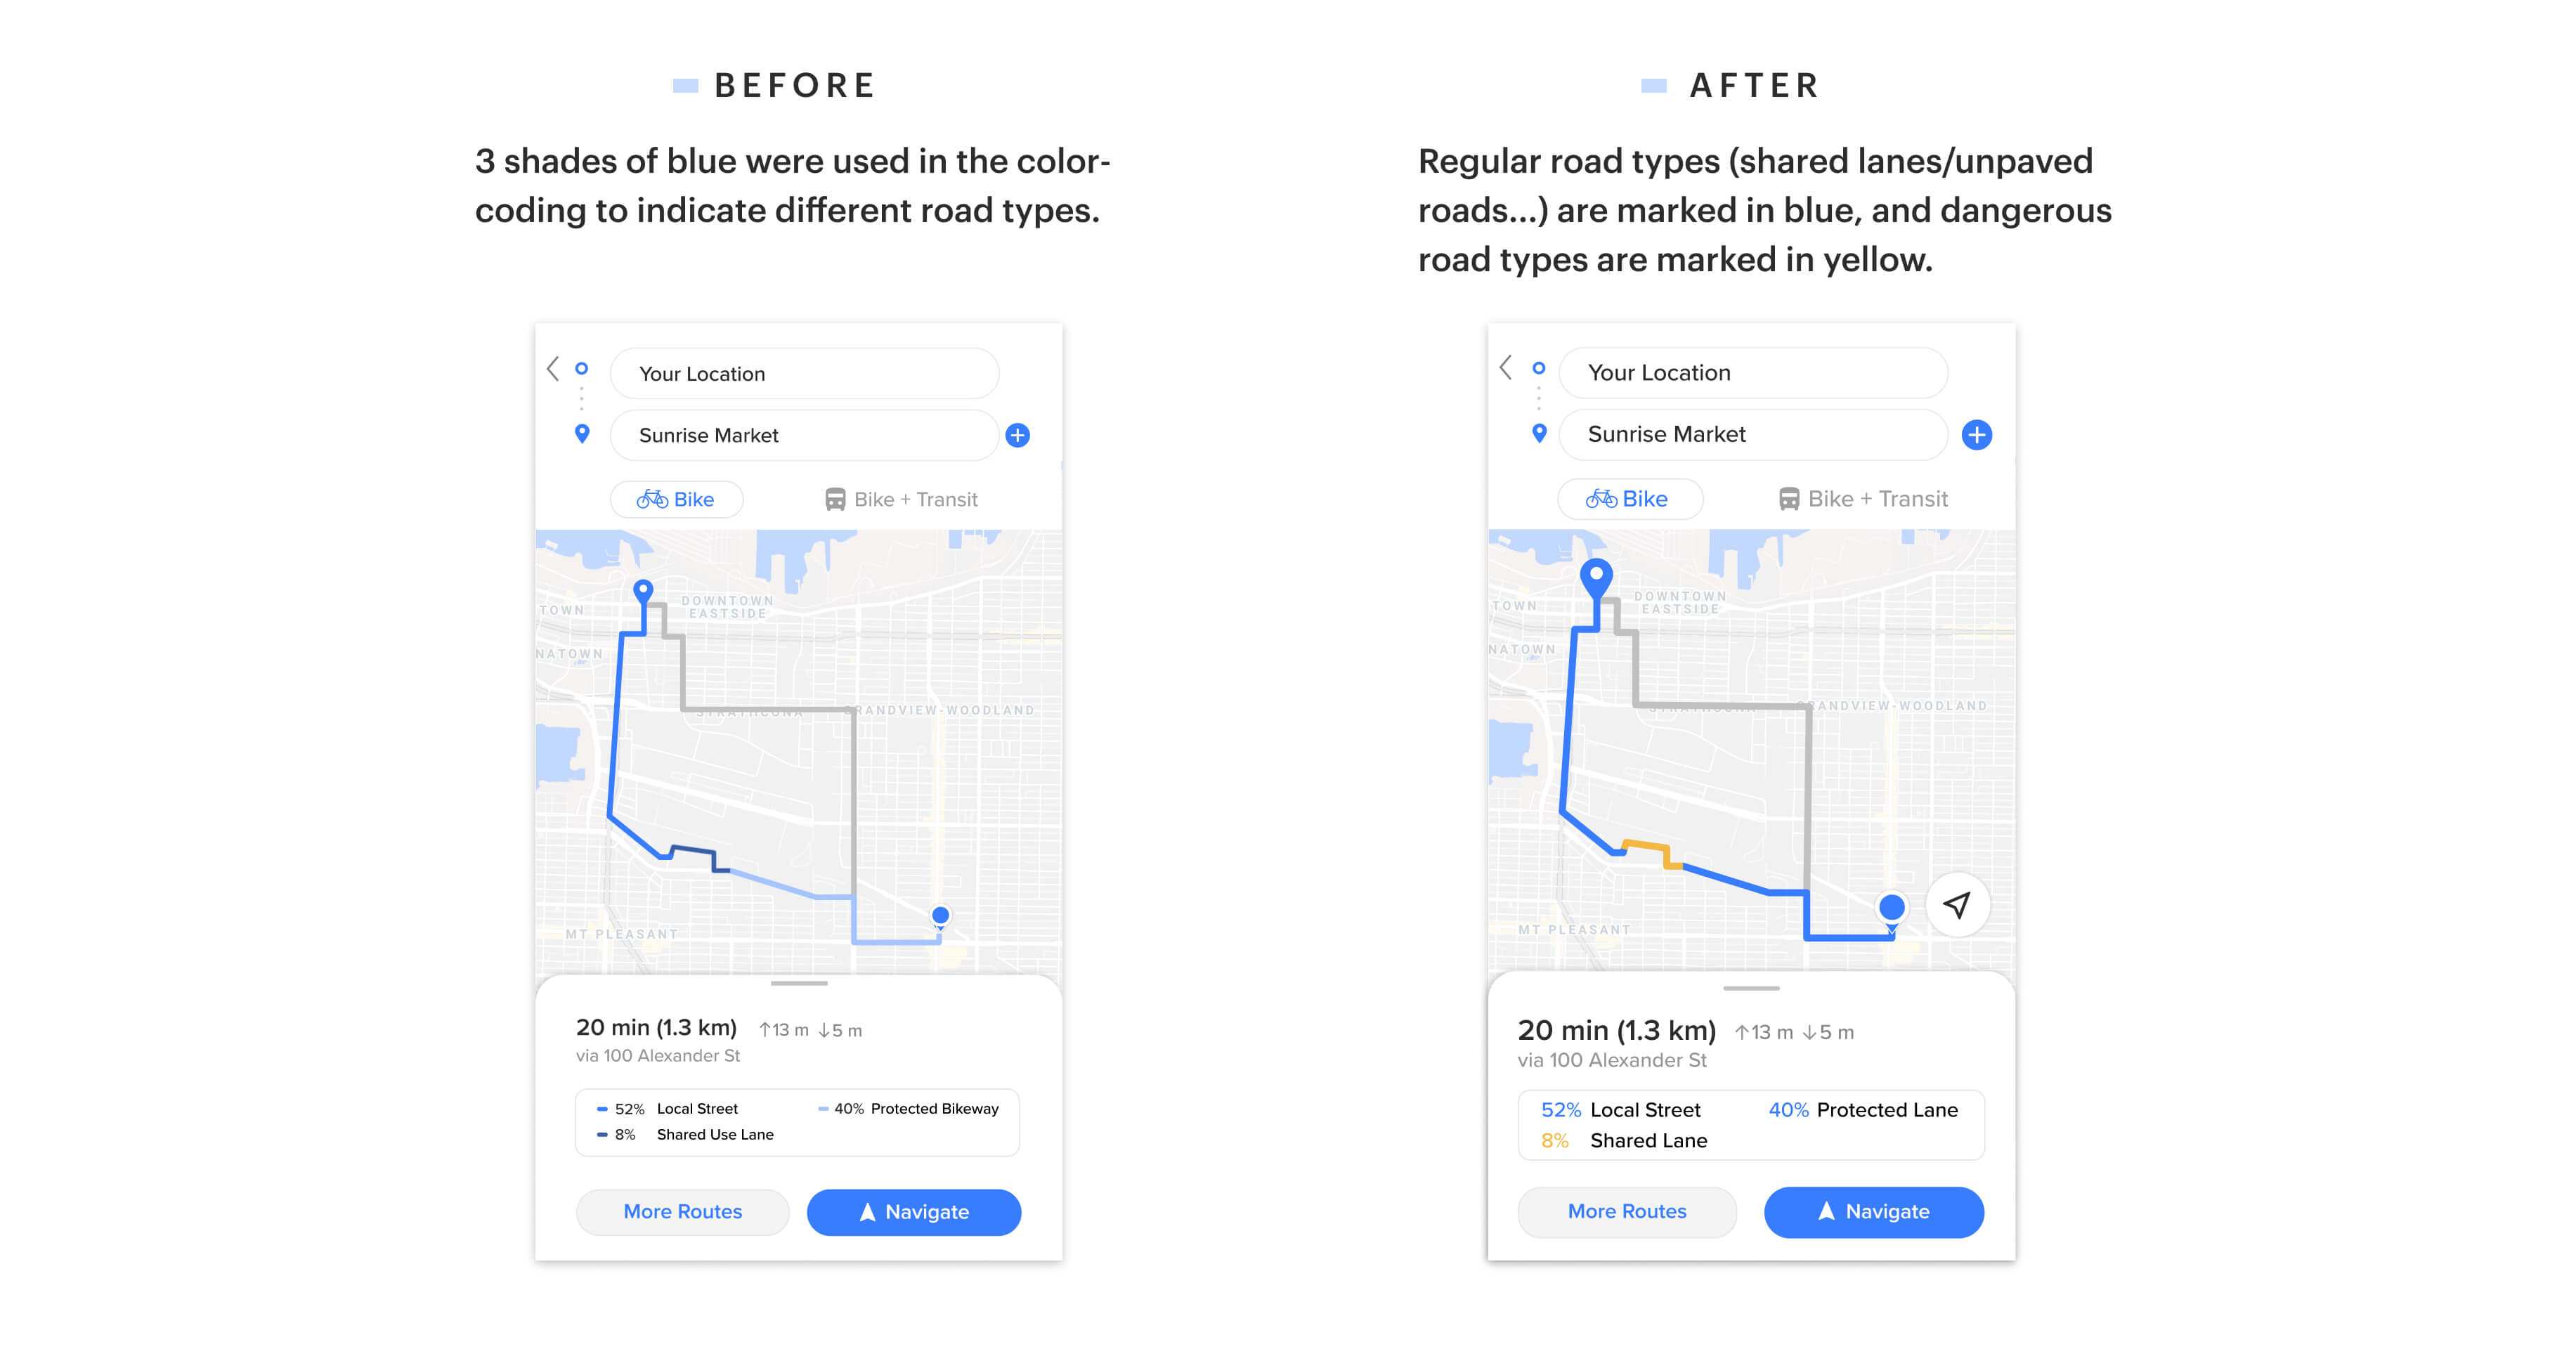 BEFORE
3 shades of blue were used in the color-
coding to indicate different road types.
Your Location
Sunrise Market
Bike
Bike + Transit
DOWNTOWN
EASTSIDE
TOWN
NATOWN
STRATHCONA
RANDVIEW-WOODLAND
MT PLEASANT
20 min (1.3 km) ↑13 m ↓5 m
via 100 Alexander St
52% Local Street 40% Protected Bikeway
8% Shared Use Lane
More Routes
Navigate
AFTER
Regular road types (shared lanes/unpaved
roads...) are marked in blue, and dangerous
road types are marked in yellow.
Your Location
Sunrise Market
Bike
Bike + Transit
DOWNTOWN
EASTSIDE
TOWN
NATOWN
STRATHCONA
RANDVIEW-WOODLAND
MT PLEASANT
20 min (1.3 km) ↑13 m ↓5 m
via 100 Alexander St
52% Local Street 40% Protected Lane
8% Shared Lane
More Routes
Navigate